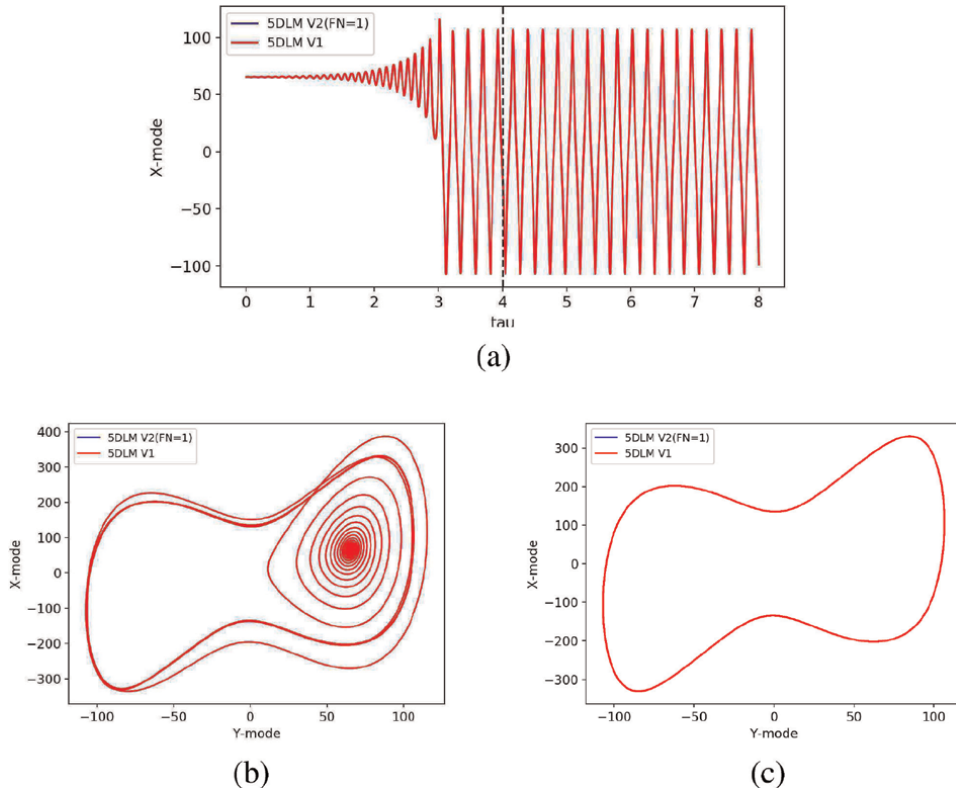 5DLM V2(FN=1)
5DLM V1
X-mode
100
50
0
−50
−100
0 1 2 3 4 5 6 7 8
tau
(a)
5DLM V2(FN=1)
5DLM V1
X-mode
400
300
200
100
0
−100
−200
−300
−100 −50 0 50 100
Y-mode
(b)
5DLM V2(FN=1)
5DLM V1
X-mode
300
200
100
0
−100
−200
−300
−100 −50 0 50 100
Y-mode
(c)